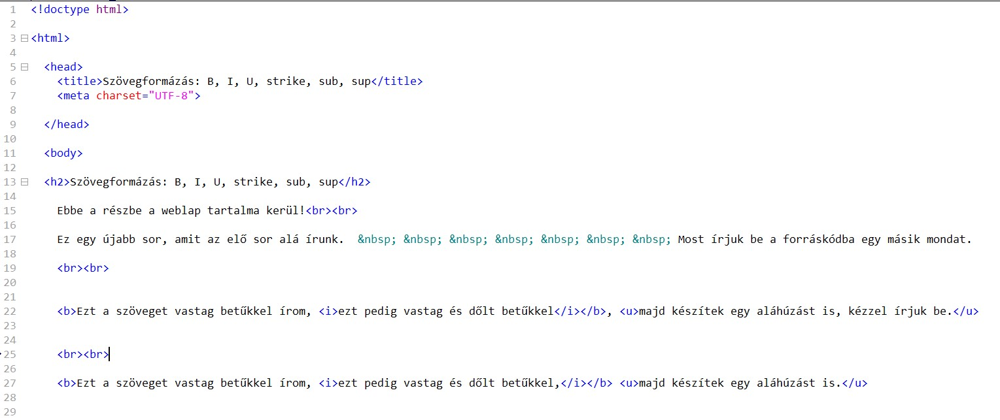 1 <!doctype html>
2
3 <html>
4
5 <head>
6 <title>Szövegformázás: B, I, U, strike, sub, sup</title>
7 <meta charset="UTF-8">
8
9 </head>
10
11 <body>
12
13 <h2>Szövegformázás: B, I, U, strike, sub, sup</h2>
14
15 Ebbe a részbe a weblap tartalma kerül!<br><br>
16
17 Ez egy újabb sor, amit az elő sor alá írunk.  &nbsp; &nbsp; &nbsp; &nbsp; &nbsp; &nbsp; &nbsp; Most írjuk be a forráskódba egy másik mondat.
18
19 <br><br>
20
21
22 <b>Ezt a szöveget vastag betűkkel írom, <i>ezt pedig vastag és dőlt betűkkel</i></b>, <u>majd készítek egy aláhúzást is, kézzel írjuk be.</u>
23
24
25 <br><br>
26
27 <b>Ezt a szöveget vastag betűkkel írom, <i>ezt pedig vastag és dőlt betűkkel,</i></b> <u>majd készítek egy aláhúzást is.</u>
28
29